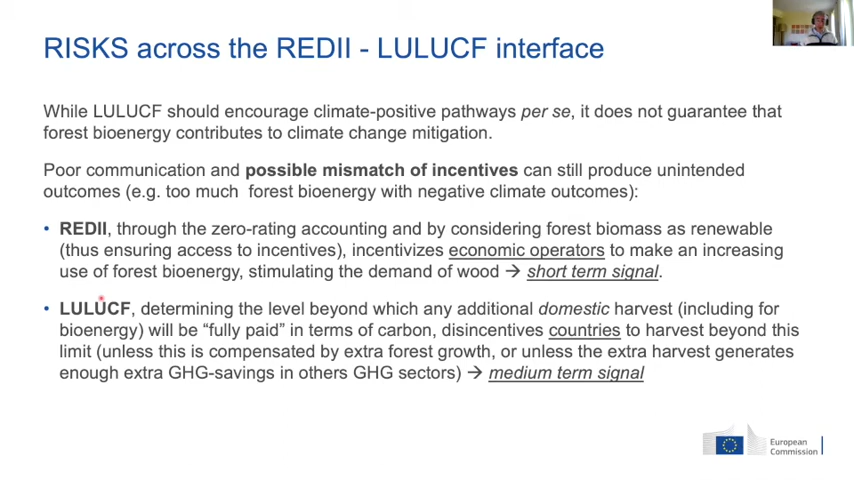 RISKS across the REDII - LULUCF interface
While LULUCF should encourage climate-positive pathways per se, it does not guarantee that
forest bioenergy contributes to climate change mitigation.
Poor communication and possible mismatch of incentives can still produce unintended
outcomes (e.g. too much forest bioenergy with negative climate outcomes):
• REDII, through the zero-rating accounting and by considering forest biomass as renewable
(thus ensuring access to incentives), incentivizes economic operators to make an increasing
use of forest bioenergy, stimulating the demand of wood → short term signal.
• LULUCF, determining the level beyond which any additional domestic harvest (including for
bioenergy) will be “fully paid” in terms of carbon, disincentives countries to harvest beyond this
limit (unless this is compensated by extra forest growth, or unless the extra harvest generates
enough extra GHG-savings in others GHG sectors) → medium term signal
European
Commission